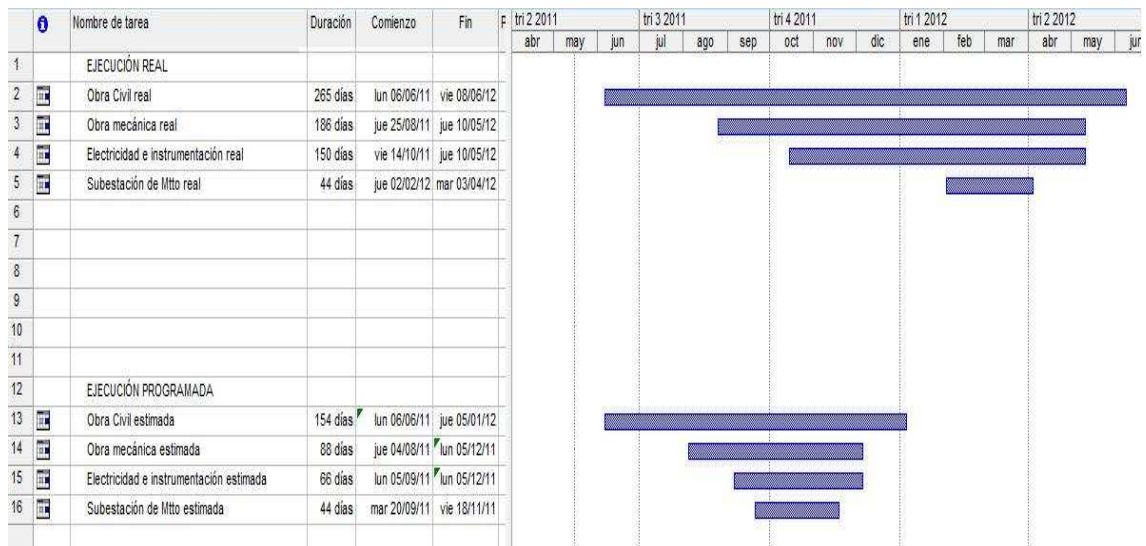 Nombre de tarea Duración Comienzo Fin P tri 2 2011 tri 3 2011 tri 4 2011 tri 1 2012 tri 2 2012
abr may jun jul ago sep oct nov dic ene feb mar abr may jun
1 EJECUCIÓN REAL
2 Obra Civil real 265 días lun 06/06/11 vie 08/06/12
3 Obra mecánica real 186 días jue 25/08/11 jue 10/05/12
4 Electricidad e instrumentación real 150 días vie 14/10/11 jue 10/05/12
5 Subestación de Mtto real 44 días jue 02/02/12 mar 03/04/12
6
7
8
9
10
11
12 EJECUCIÓN PROGRAMADA
13 Obra Civil estimada 154 días lun 06/06/11 jue 05/01/12
14 Obra mecánica estimada 88 días jue 04/08/11 lun 05/12/11
15 Electricidad e instrumentación estimada 66 días lun 05/09/11 lun 05/12/11
16 Subestación de Mtto estimada 44 días mar 20/09/11 vie 18/11/11